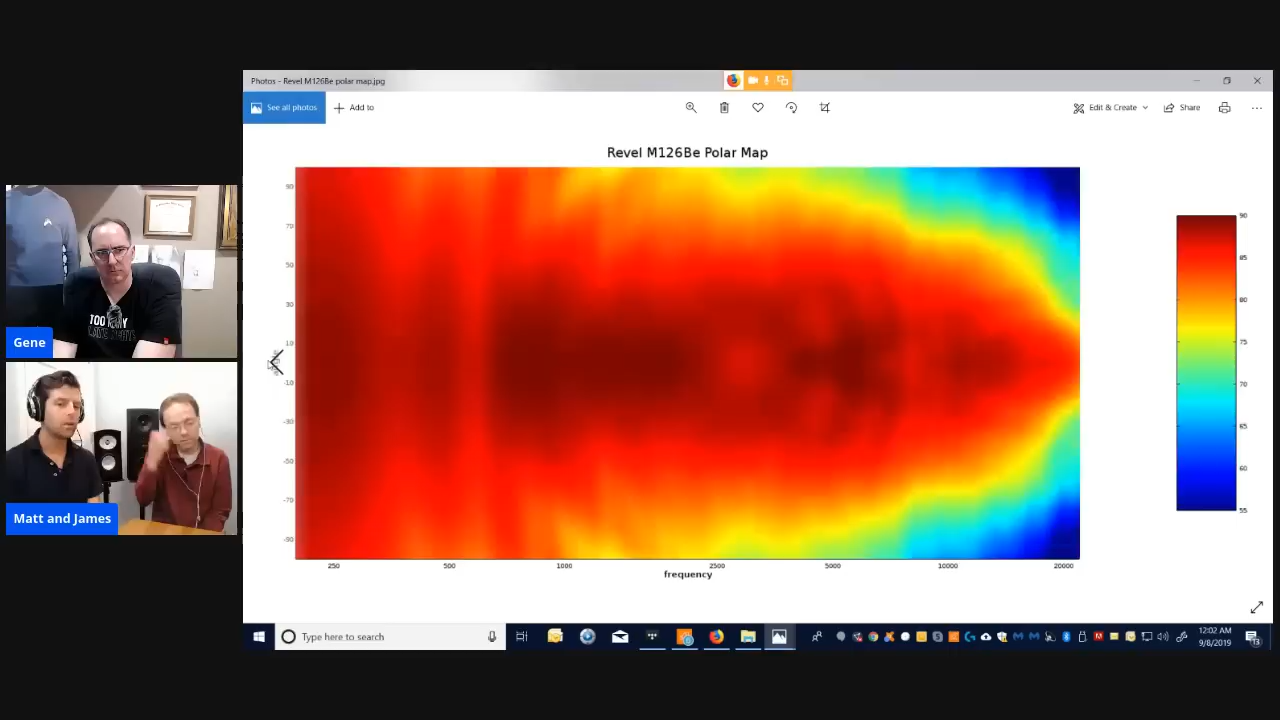 Photos - Revel M126Be polar map.jpg
See all photos
Add to
Edit & Create
Share
Revel M126Be Polar Map
90
70
50
30
10
-10
-30
-50
-70
-90
250
500
1000
2500
5000
10000
20000
frequency
90
85
80
75
70
65
60
55
Gene
TOO
Matt and James
Type here to search
12:02 AM
9/8/2019